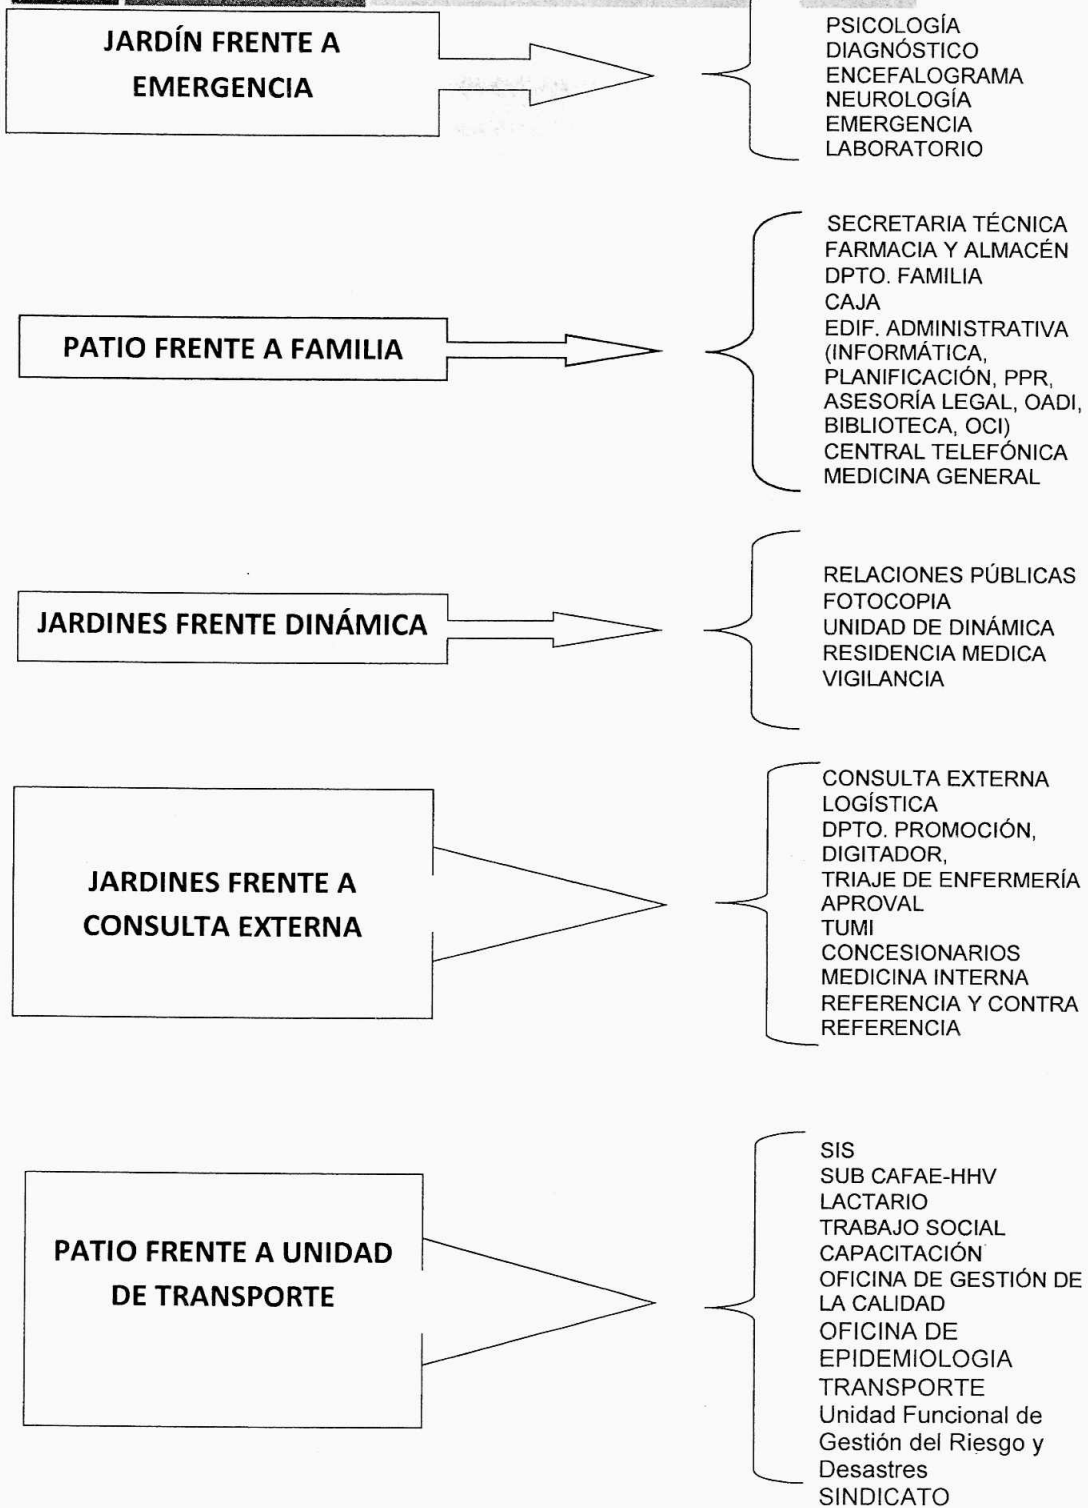 JARDÍN FRENTE A
EMERGENCIA
PSICOLOGÍA
DIAGNÓSTICO
ENCEFALOGRAMA
NEUROLOGÍA
EMERGENCIA
LABORATORIO
PATIO FRENTE A FAMILIA
SECRETARIA TÉCNICA
FARMACIA Y ALMACÉN
DPTO. FAMILIA
CAJA
EDIF. ADMINISTRATIVA
(INFORMÁTICA,
PLANIFICACIÓN, PPR,
ASESORÍA LEGAL, OADI,
BIBLIOTECA, OCI)
CENTRAL TELEFÓNICA
MEDICINA GENERAL
JARDINES FRENTE DINÁMICA
RELACIONES PÚBLICAS
FOTOCOPIA
UNIDAD DE DINÁMICA
RESIDENCIA MEDICA
VIGILANCIA
JARDINES FRENTE A
CONSULTA EXTERNA
CONSULTA EXTERNA
LOGÍSTICA
DPTO. PROMOCIÓN,
DIGITADOR,
TRIAJE DE ENFERMERÍA
APROVAL
TUMI
CONCESIONARIOS
MEDICINA INTERNA
REFERENCIA Y CONTRA
REFERENCIA
PATIO FRENTE A UNIDAD
DE TRANSPORTE
SIS
SUB CAFAE-HHV
LACTARIO
TRABAJO SOCIAL
CAPACITACIÓN
OFICINA DE GESTIÓN DE
LA CALIDAD
OFICINA DE
EPIDEMIOLOGIA
TRANSPORTE
Unidad Funcional de
Gestión del Riesgo y
Desastres
SINDICATO